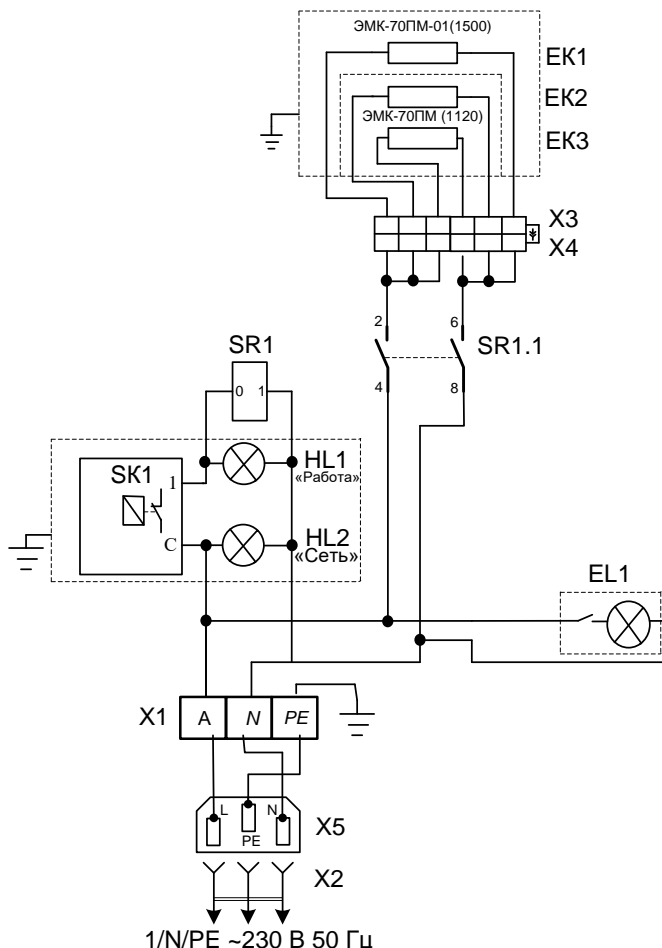 ЭМК-70ПМ-01(1500)
ЕК1
ЕК2
ЭМК-70ПМ (1120)
ЕК3
Х3
Х4
2
6
SR1.1
4
8
SR1
0 1
SK1
1
HL1
«Работа»
C
HL2
«Сеть»
EL1
X1
A
N
PE
L
N
X5
PE
X2
1/N/PE ~230 В 50 Гц